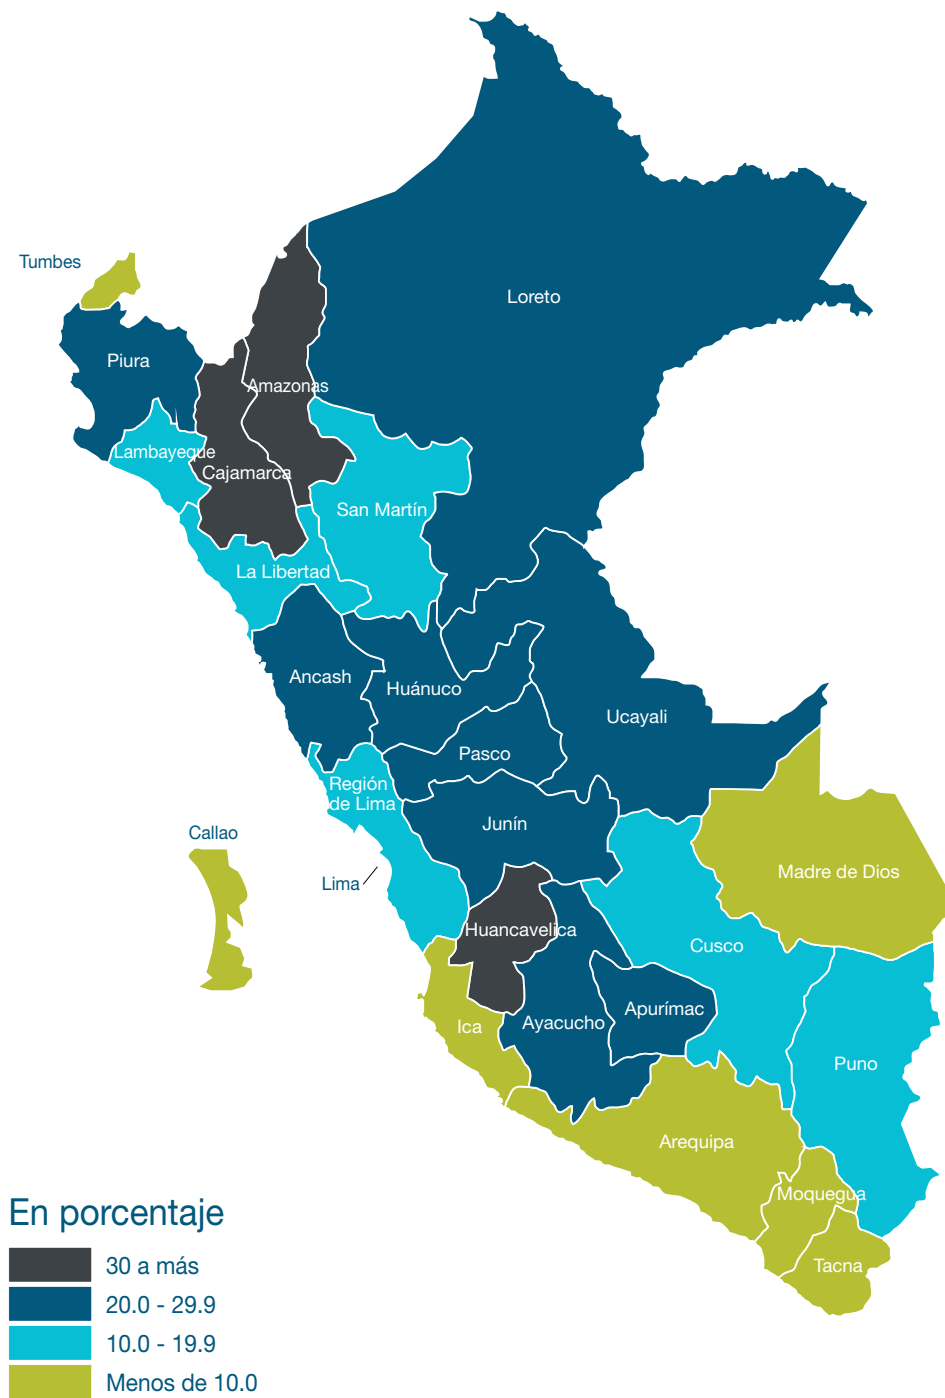 Tumbes
Loreto
Piura
Amazonas
Lambayeque
Cajamarca
San Martín
La Libertad
Ancash
Huánuco
Ucayali
Pasco
Región
de Lima
Junín
Callao
Lima
Madre de Dios
Huancavelica
Cusco
Apurímac
Ica
Ayacucho
Puno
Arequipa
Moquegua
Tacna
En porcentaje
30 a más
20.0 - 29.9
10.0 - 19.9
Menos de 10.0